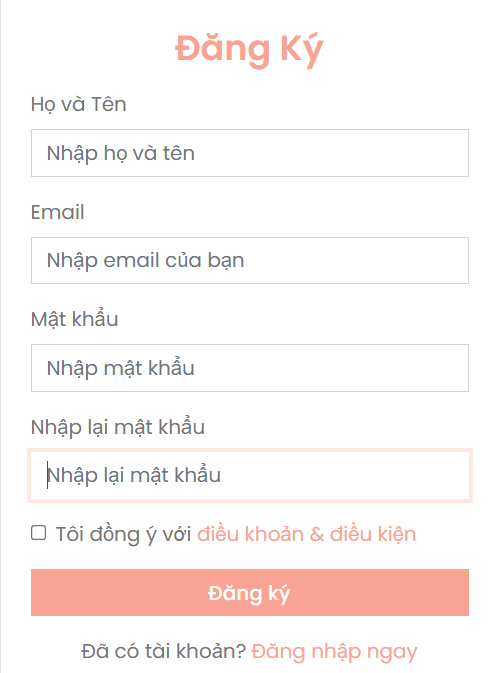 Đăng Ký
Họ và Tên
Nhập họ và tên
Email
Nhập email của bạn
Mật khẩu
Nhập mật khẩu
Nhập lại mật khẩu
Nhập lại mật khẩu
Tôi đồng ý với điều khoản & điều kiện
Đăng ký
Đã có tài khoản? Đăng nhập ngay